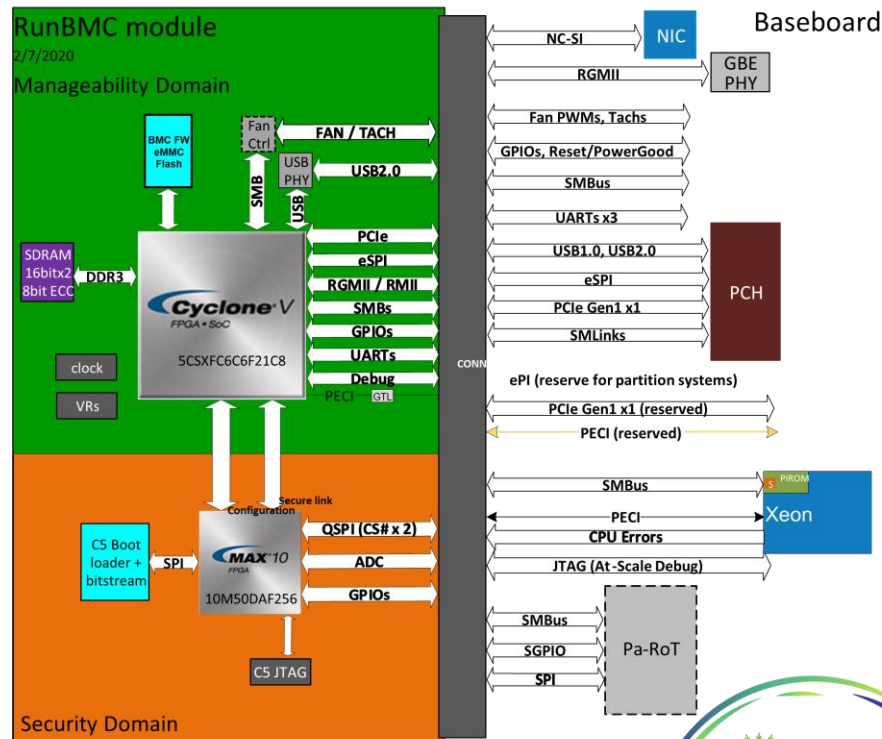 RunBMC module
2/7/2020
Manageability Domain
Baseboard
NC-SI
NIC
RGMII
GBE
PHY
BMC FW
eMMC
Flash
Fan
Ctrl
FAN / TACH
USB
PHY
USB2.0
SMB
USB
Fan PWMs, Tachs
GPIOs, Reset/PowerGood
SMBus
UARTs x3
SDRAM
16bitx2
8bit ECC
DDR3
Cyclone V
FPGA • SoC
5CSXFC6C6F21C8
PCIe
eSPI
RGMII / RMII
SMBs
GPIOs
UARTs
Debug
PECI
GTL
clock
VRs
CONN
USB1.0, USB2.0
eSPI
PCIe Gen1 x1
SMLinks
PCH
ePI (reserve for partition systems)
PCIe Gen1 x1 (reserved)
PECI (reserved)
Secure link
Configuration
C5 Boot
loader +
bitstream
SPI
MAX 10
FPGA
10M50DAF256
QSPI (CS# x 2)
ADC
GPIOs
C5 JTAG
Security Domain
SMBus
S
PIROM
PECI
Xeon
CPU Errors
JTAG (At-Scale Debug)
SMBus
SGPIO
SPI
Pa-RoT